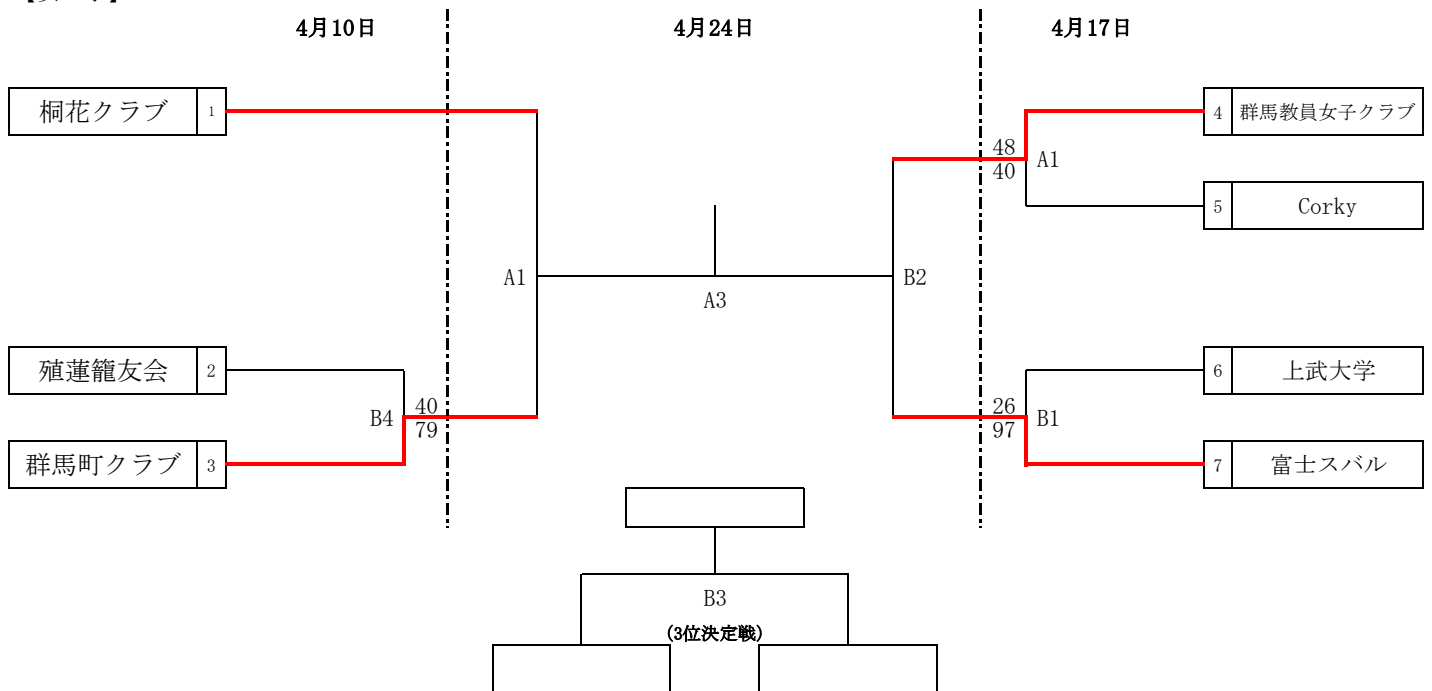 4月10日
4月24日
4月17日
桐花クラブ 1
4 群馬教員女子クラブ
48
40
A1
5 Corky
A1
B2
A3
殖蓮籠友会 2
6 上武大学
B4
40
79
26
97
B1
群馬町クラブ 3
7 富士スバル
B3
(3位決定戦)